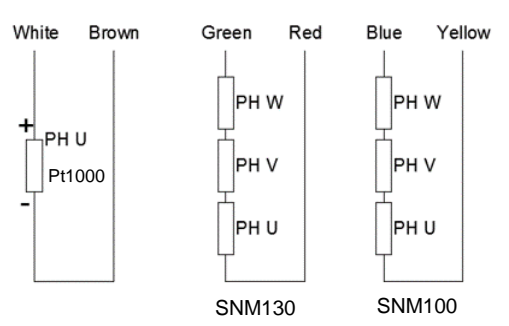 White Brown Green Red Blue Yellow
PH W PH W
+
PH U
Pt1000
PH V PH V
-
PH U PH U
SNM130 SNM100